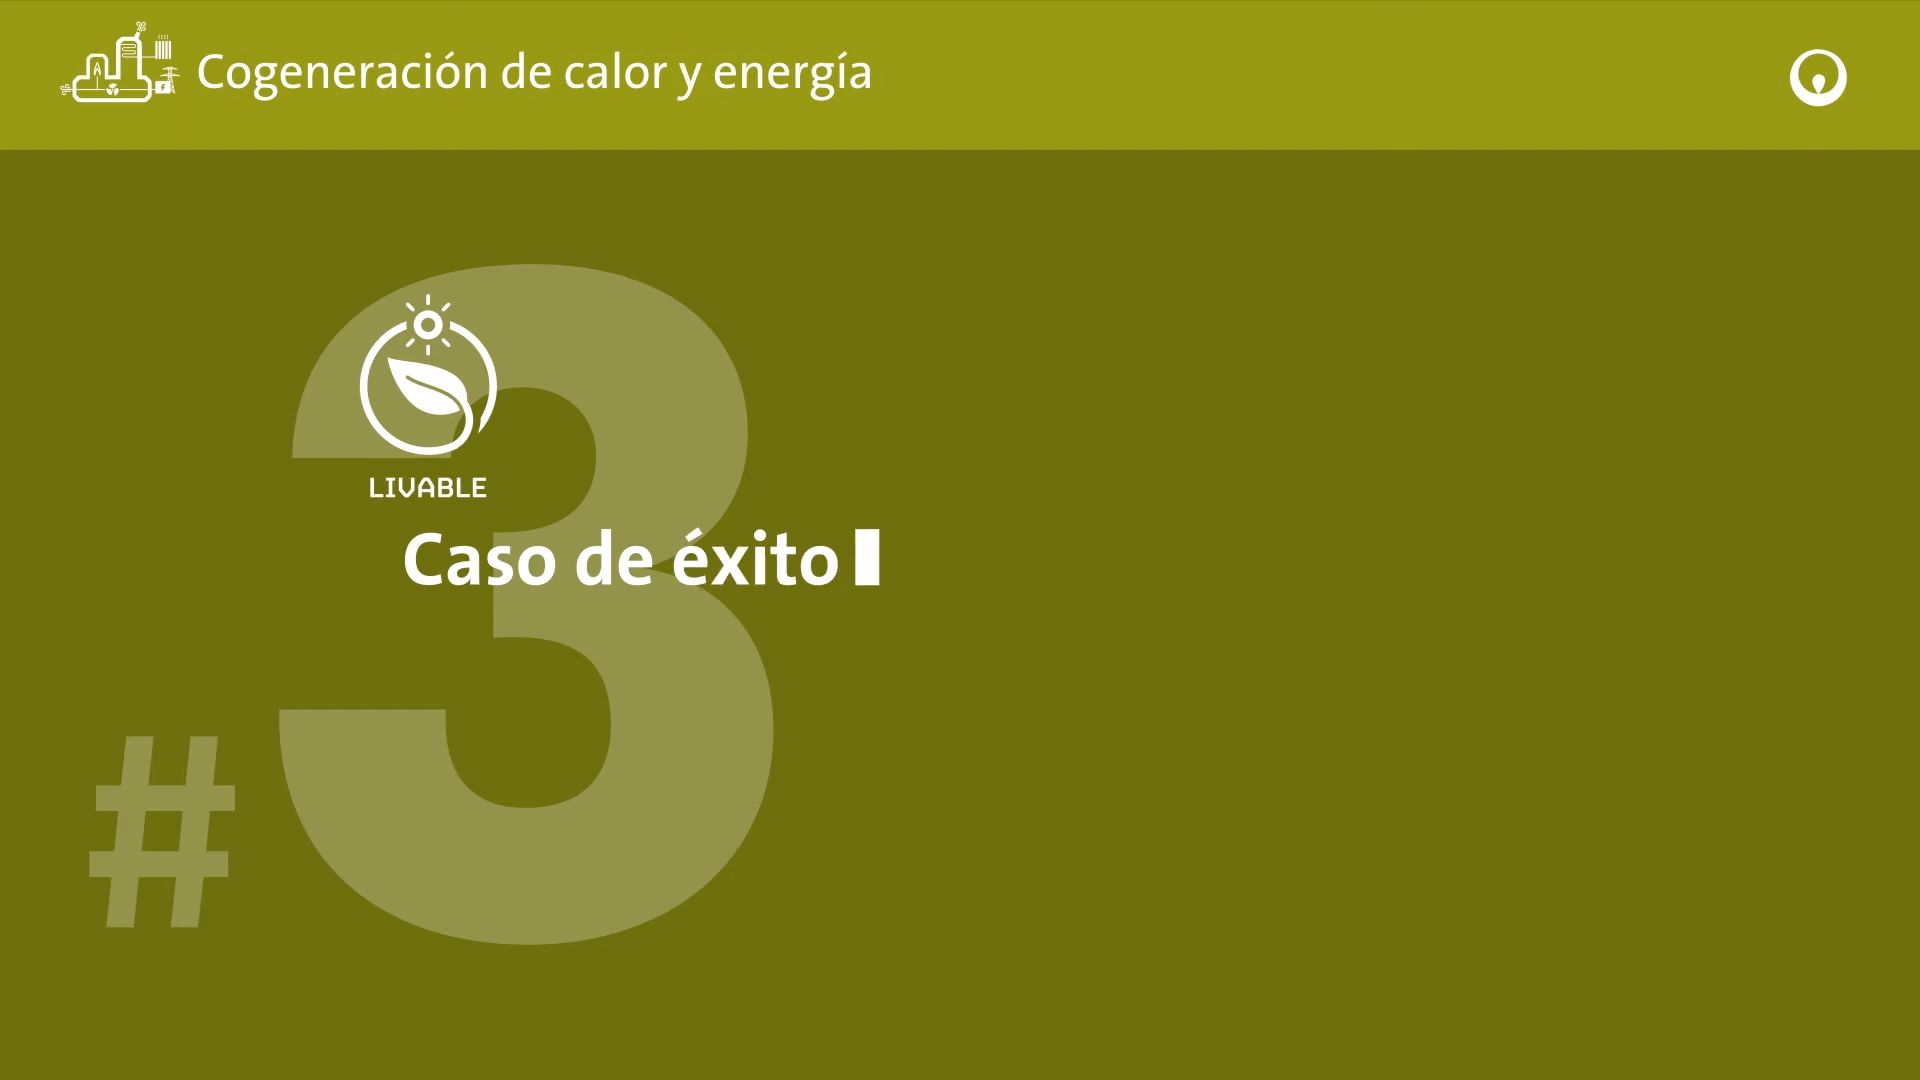 Cogeneración de calor y energía
LIVABLE
Caso de éxito
#3